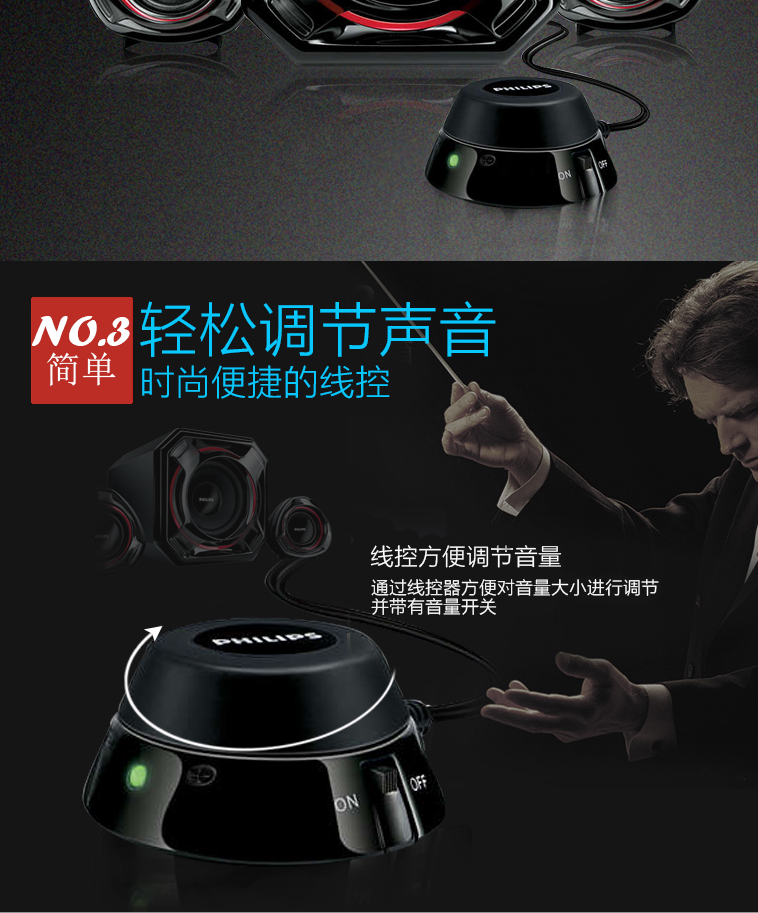 PHILIPS
ON
OFF
NO.3
简单
轻松调节声音
时尚便捷的线控
PHILIPS
线控方便调节音量
通过线控器方便对音量大小进行调节
并带有音量开关
PHILIPS
ON
OFF